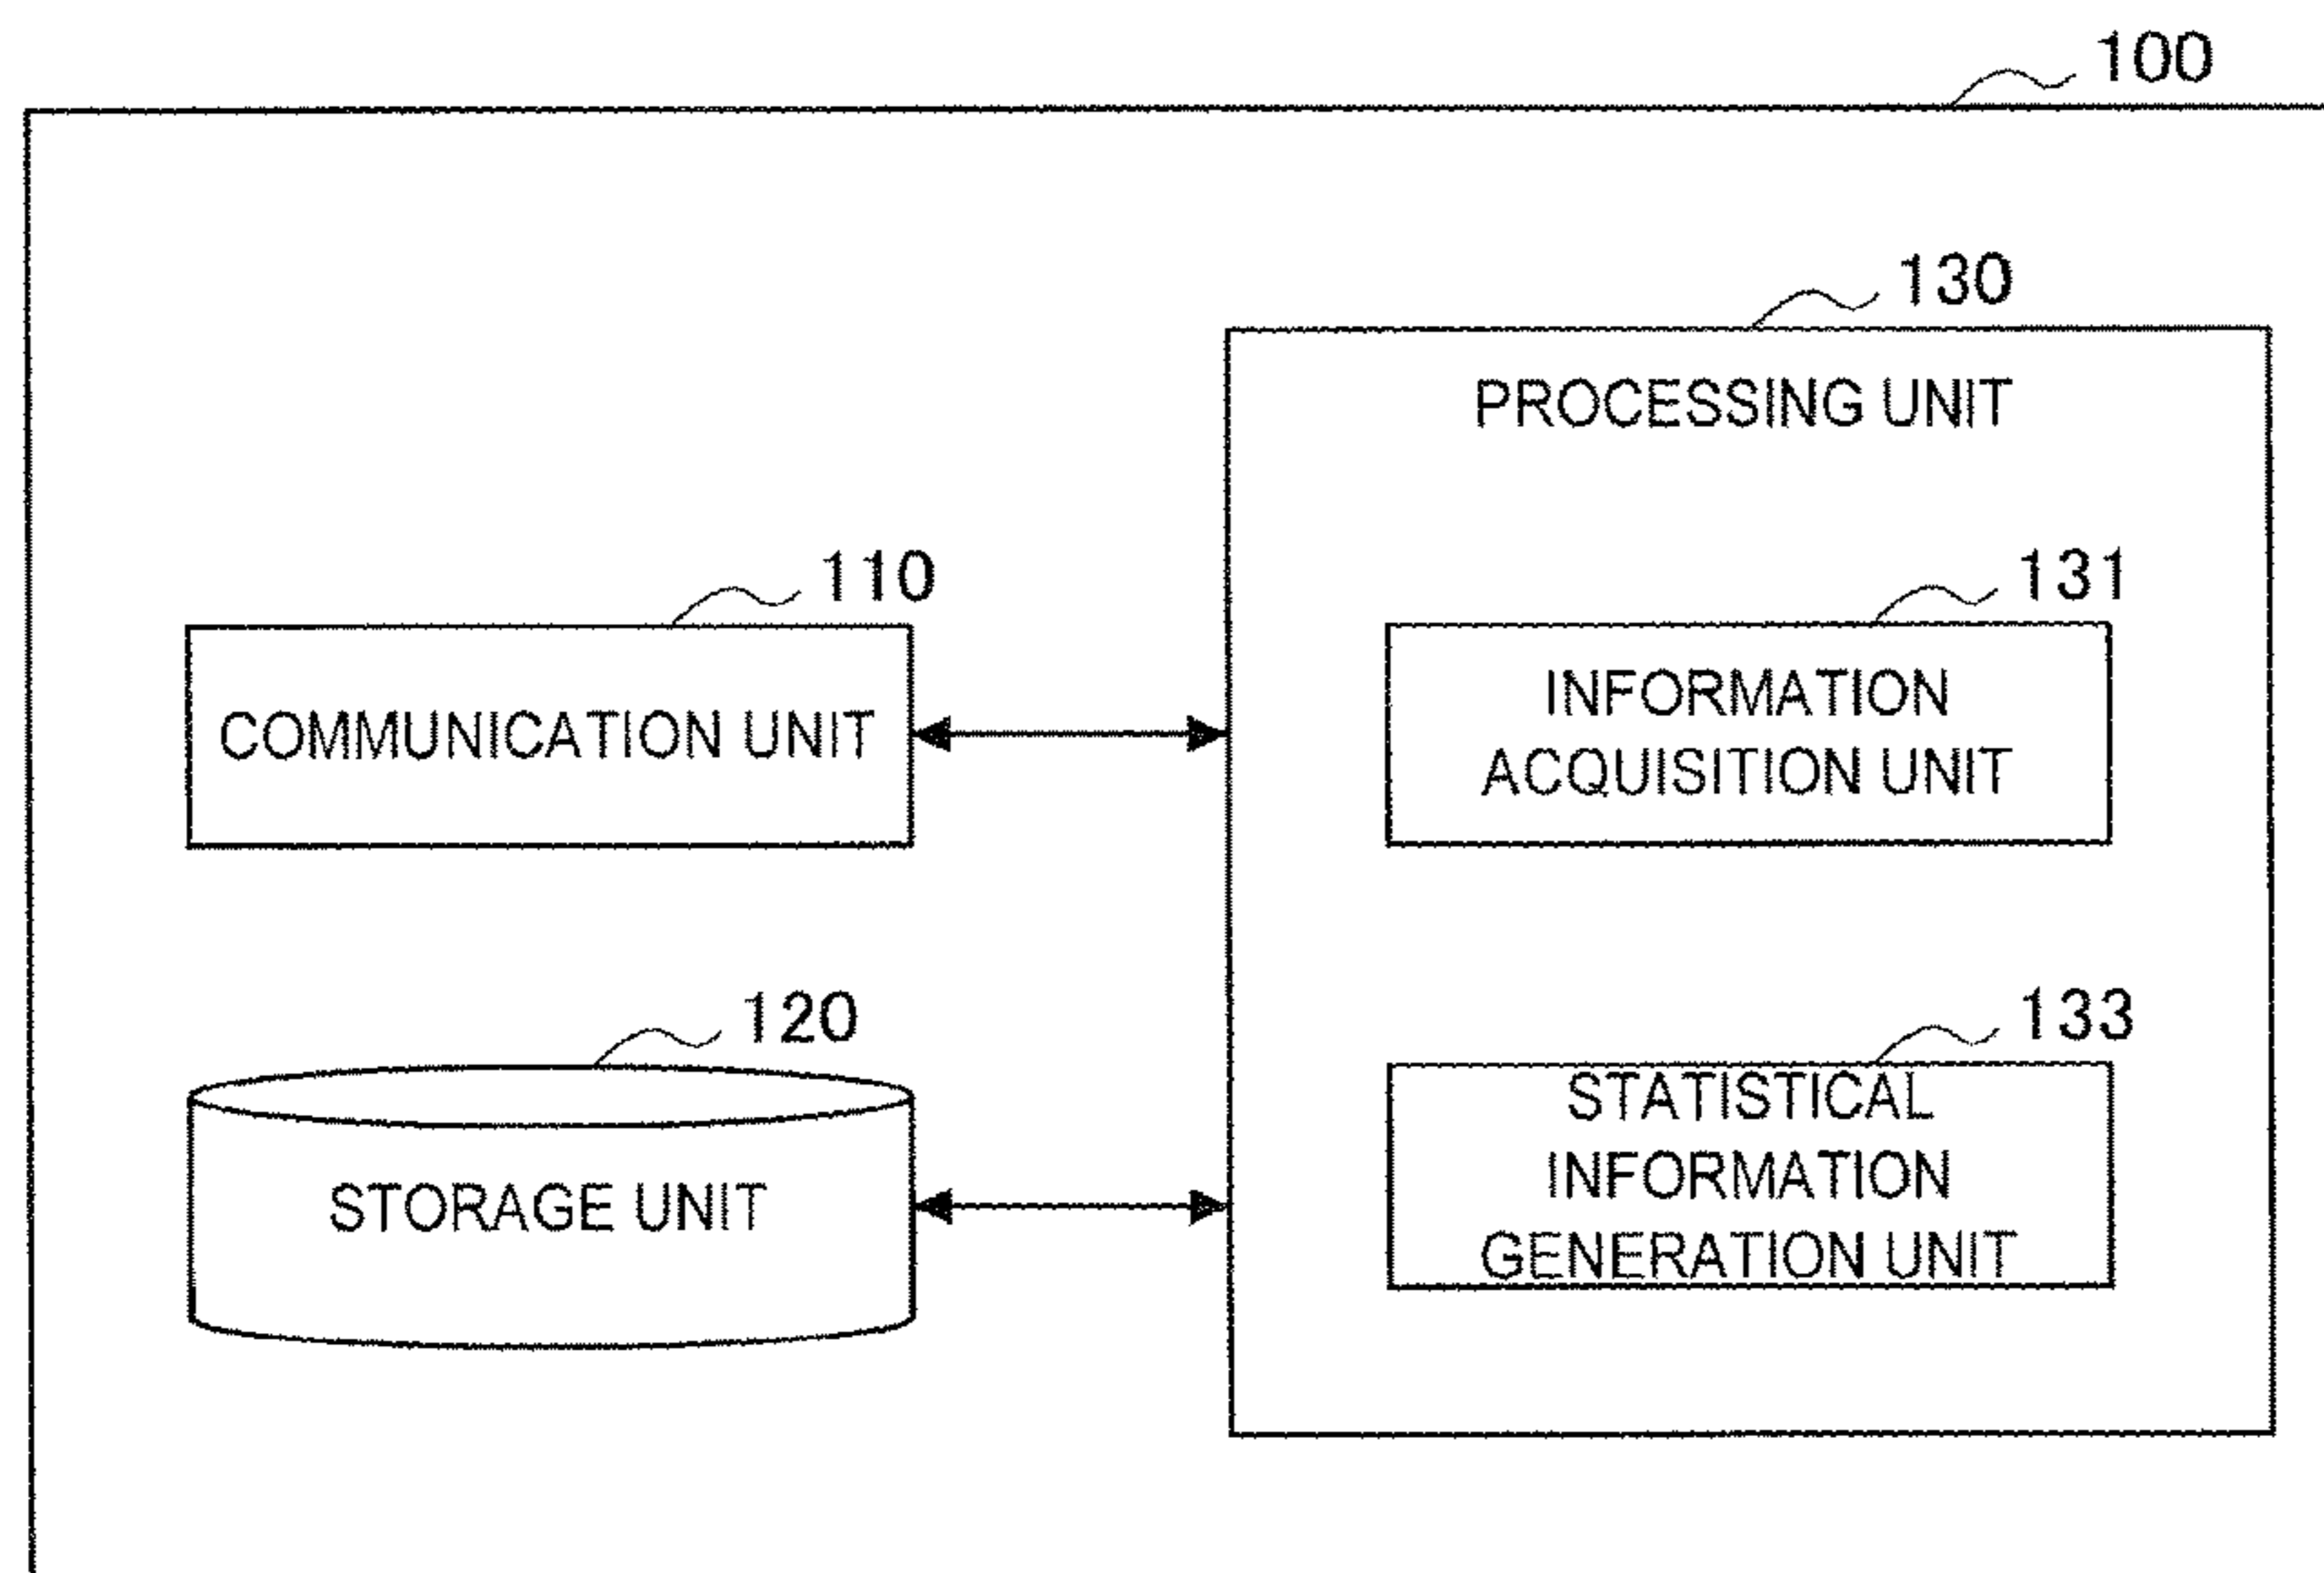 100
130
PROCESSING UNIT
110
COMMUNICATION UNIT
131
INFORMATION
ACQUISITION UNIT
120
STORAGE UNIT
133
STATISTICAL
INFORMATION
GENERATION UNIT